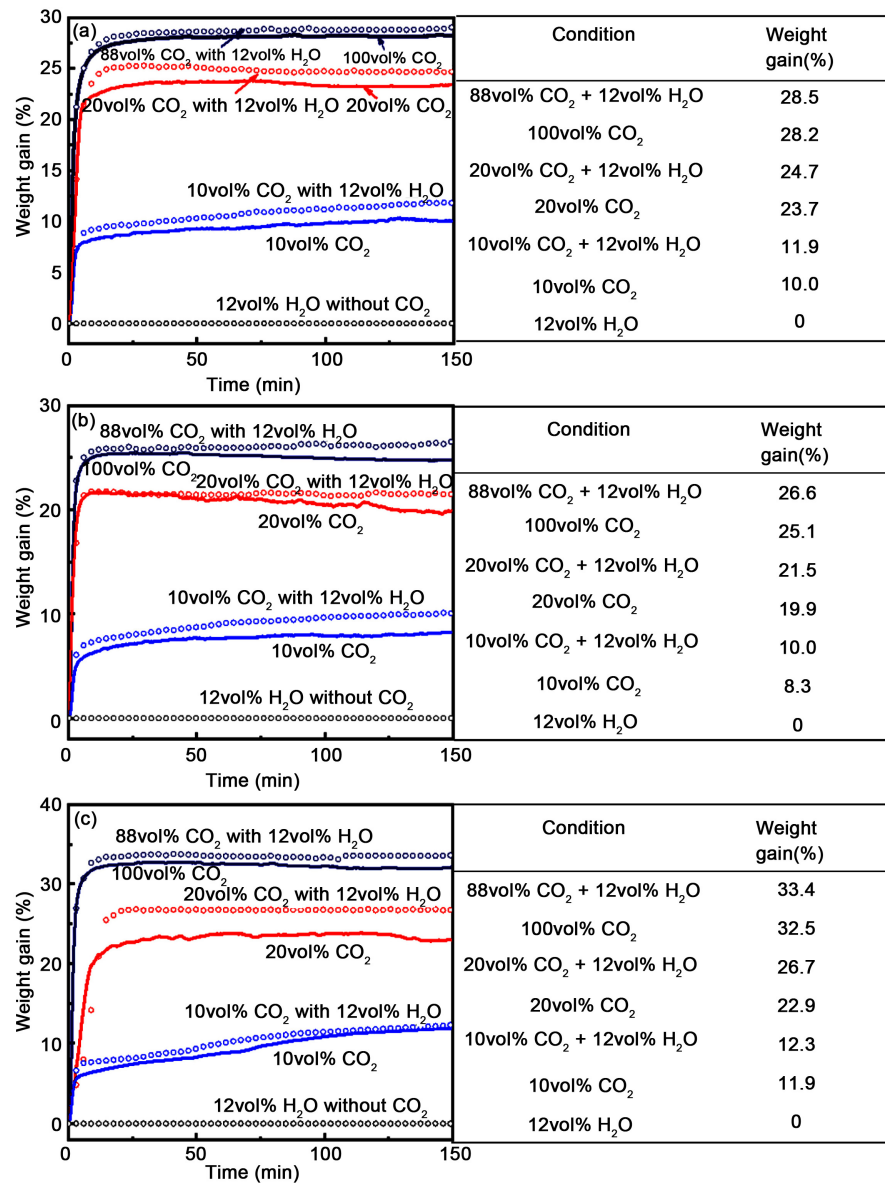 (a)
30
25
20
15
10
5
0
Weight gain (%)
88vol% CO₂ with 12vol% H₂O
100vol% CO₂
20vol% CO₂ with 12vol% H₂O
20vol% CO₂
10vol% CO₂ with 12vol% H₂O
10vol% CO₂
12vol% H₂O without CO₂
0 50 100 150
Time (min)
Condition Weight
gain(%)
88vol% CO₂ + 12vol% H₂O 28.5
100vol% CO₂ 28.2
20vol% CO₂ + 12vol% H₂O 24.7
20vol% CO₂ 23.7
10vol% CO₂ + 12vol% H₂O 11.9
10vol% CO₂ 10.0
12vol% H₂O 0
(b)
30
20
10
0
Weight gain (%)
88vol% CO₂ with 12vol% H₂O
100vol% CO₂
20vol% CO₂ with 12vol% H₂O
20vol% CO₂
10vol% CO₂ with 12vol% H₂O
10vol% CO₂
12vol% H₂O without CO₂
0 50 100 150
Time (min)
Condition Weight
gain(%)
88vol% CO₂ + 12vol% H₂O 26.6
100vol% CO₂ 25.1
20vol% CO₂ + 12vol% H₂O 21.5
20vol% CO₂ 19.9
10vol% CO₂ + 12vol% H₂O 10.0
10vol% CO₂ 8.3
12vol% H₂O 0
(c)
40
30
20
10
0
Weight gain (%)
88vol% CO₂ with 12vol% H₂O
100vol% CO₂
20vol% CO₂ with 12vol% H₂O
20vol% CO₂
10vol% CO₂ with 12vol% H₂O
10vol% CO₂
12vol% H₂O without CO₂
0 50 100 150
Time (min)
Condition Weight
gain(%)
88vol% CO₂ + 12vol% H₂O 33.4
100vol% CO₂ 32.5
20vol% CO₂ + 12vol% H₂O 26.7
20vol% CO₂ 22.9
10vol% CO₂ + 12vol% H₂O 12.3
10vol% CO₂ 11.9
12vol% H₂O 0